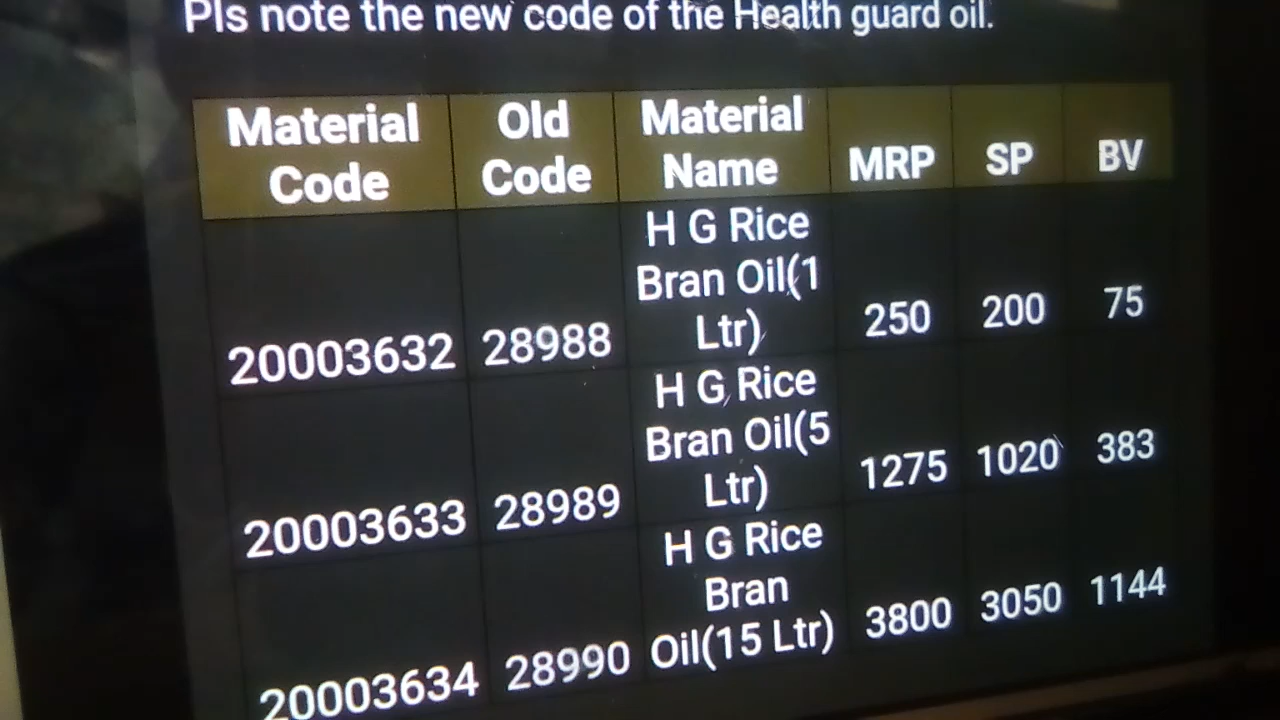 Pls note the new code of the Health guard oil.
Material Code Old Code Material Name MRP SP BV
20003632 28988 H G Rice Bran Oil(1 Ltr) 250 200 75
20003633 28989 H G Rice Bran Oil(5 Ltr) 1275 1020 383
20003634 28990 H G Rice Bran Oil(15 Ltr) 3800 3050 1144